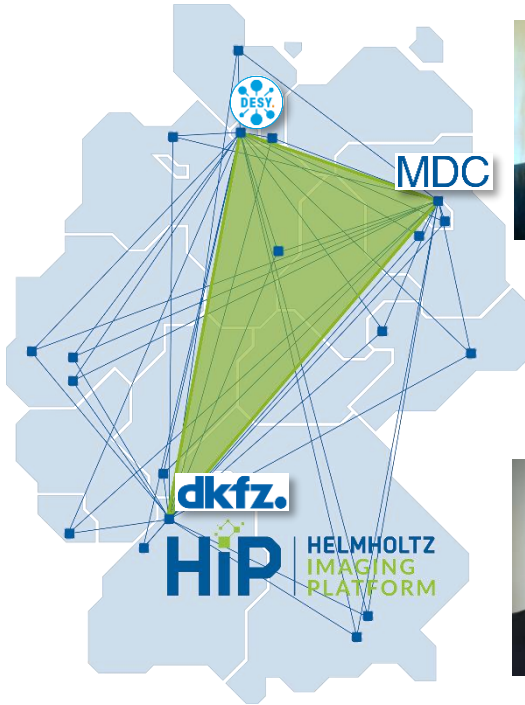 DESY.
MDC
dkfz.
HiP
HELMHOLTZ
IMAGING
PLATFORM